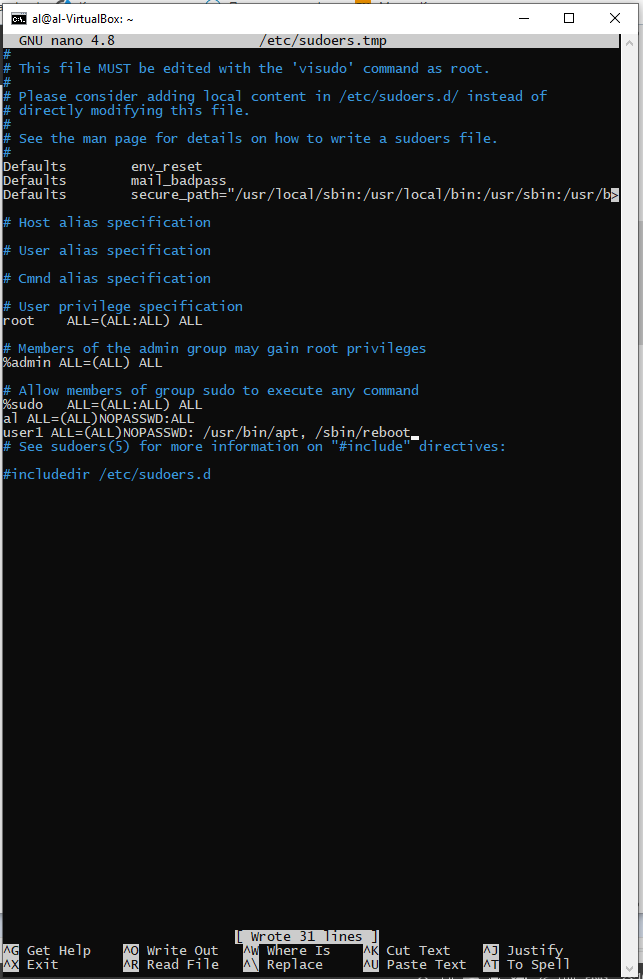 al@al-VirtualBox: ~
GNU nano 4.8 /etc/sudoers.tmp
#
# This file MUST be edited with the 'visudo' command as root.
#
# Please consider adding local content in /etc/sudoers.d/ instead of
# directly modifying this file.
#
# See the man page for details on how to write a sudoers file.
#
Defaults        env_reset
Defaults        mail_badpass
Defaults        secure_path="/usr/local/sbin:/usr/local/bin:/usr/sbin:/usr/b>
# Host alias specification
# User alias specification
# Cmnd alias specification
# User privilege specification
root    ALL=(ALL:ALL) ALL
# Members of the admin group may gain root privileges
%admin ALL=(ALL) ALL
# Allow members of group sudo to execute any command
%sudo   ALL=(ALL:ALL) ALL
al ALL=(ALL)NOPASSWD:ALL
user1 ALL=(ALL)NOPASSWD: /usr/bin/apt, /sbin/reboot
# See sudoers(5) for more information on "#include" directives:
#includedir /etc/sudoers.d
[ Wrote 31 lines ]
^G Get Help    ^O Write Out   ^W Where Is    ^K Cut Text    ^J Justify
^X Exit        ^R Read File   ^\ Replace     ^U Paste Text  ^T To Spell